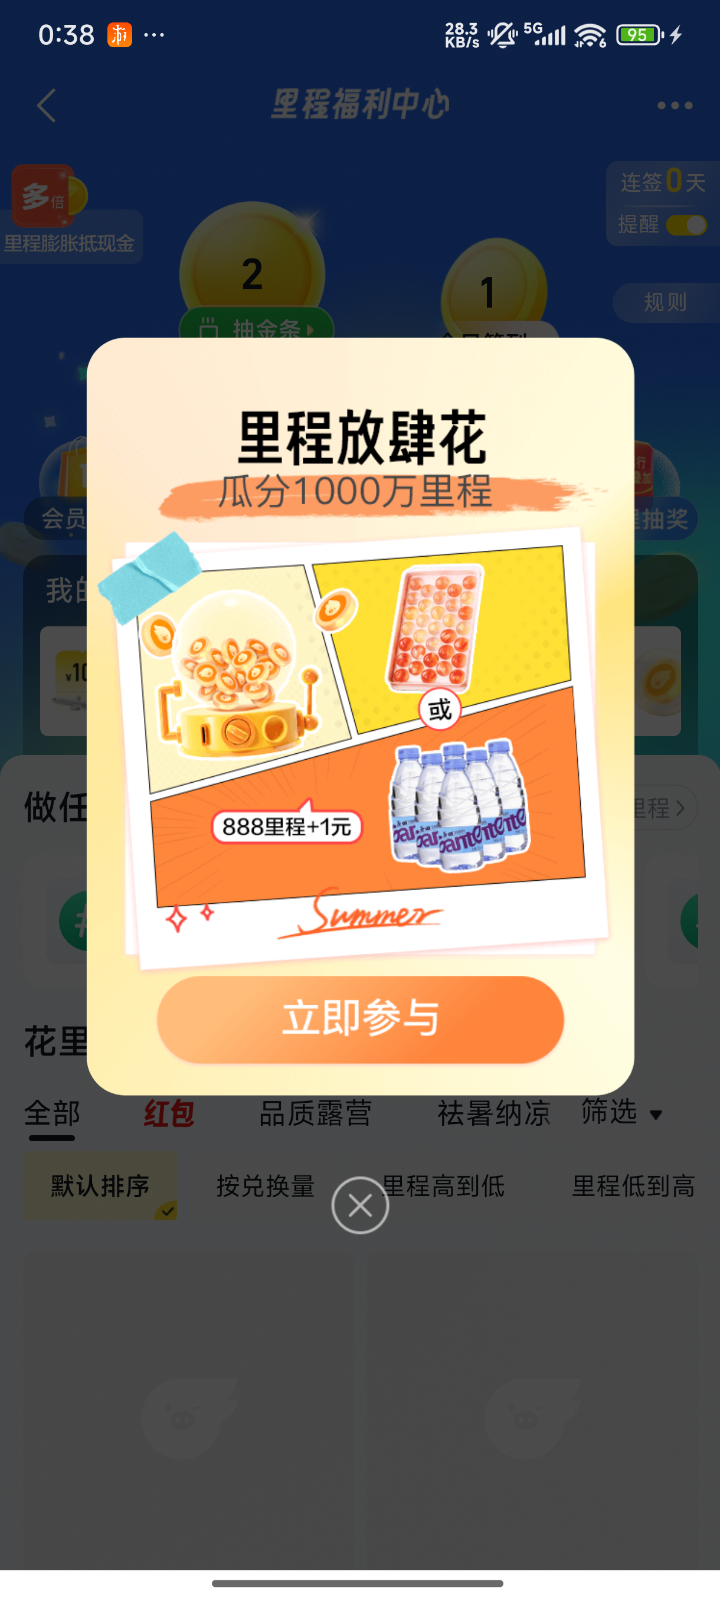 0:38
28.3 KB/s
5G
6
95
里程福利中心
多倍
里程膨胀抵现金
连签0天
提醒
规则
2
1
抽金条
里程放肆花
瓜分1000万里程
会员
抽奖
我的
或
888里程+1元
Summer
做任
里程
立即参与
花里
全部
红包
品质露营
祛暑纳凉
筛选
默认排序
按兑换量
里程高到低
里程低到高